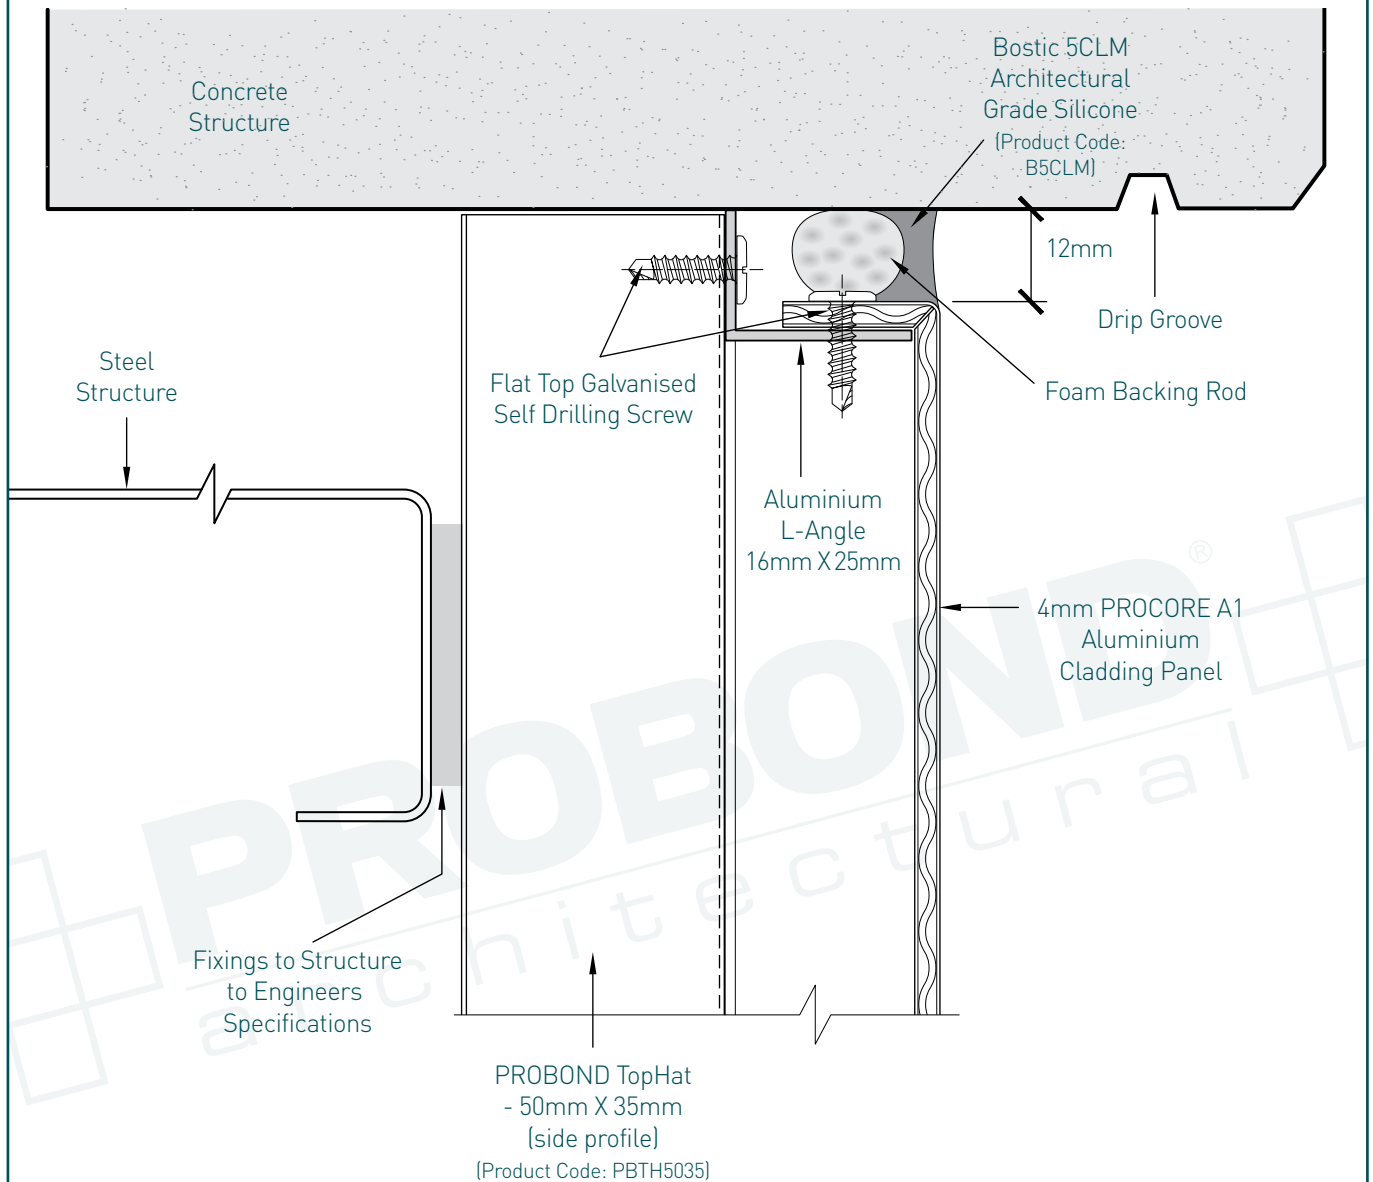 Concrete
Structure
Bostic 5CLM
Architectural
Grade Silicone
(Product Code:
B5CLM)
12mm
Drip Groove
Steel
Structure
Flat Top Galvanised
Self Drilling Screw
Foam Backing Rod
Aluminium
L-Angle
16mm X 25mm
4mm PROCORE A1
Aluminium
Cladding Panel
PROBOND®
architectural
Fixings to Structure
to Engineers
Specifications
PROBOND TopHat
- 50mm X 35mm
(side profile)
(Product Code: PBTH5035)